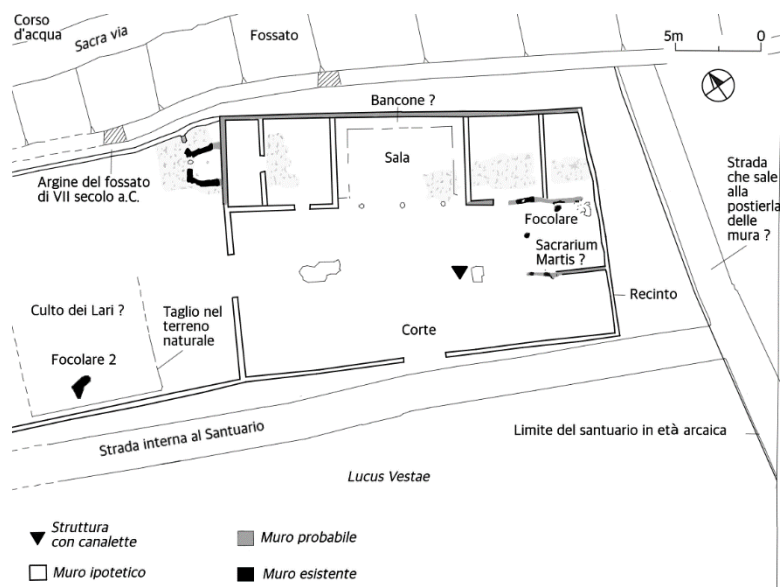 Corso
d'acqua
Sacra via
Fossato
5m
0
Bancone ?
Sala
Argine del fossato
di VII secolo a.C.
Strada
che sale
alla
postierla
delle
mura ?
Focolare
Sacrarium
Martis ?
Recinto
Culto dei Lari ?
Taglio nel
terreno
naturale
Corte
Focolare 2
Strada interna al Santuario
Limite del santuario in età arcaica
Lucus Vestae
Struttura
con canalette
Muro probabile
Muro ipotetico
Muro esistente